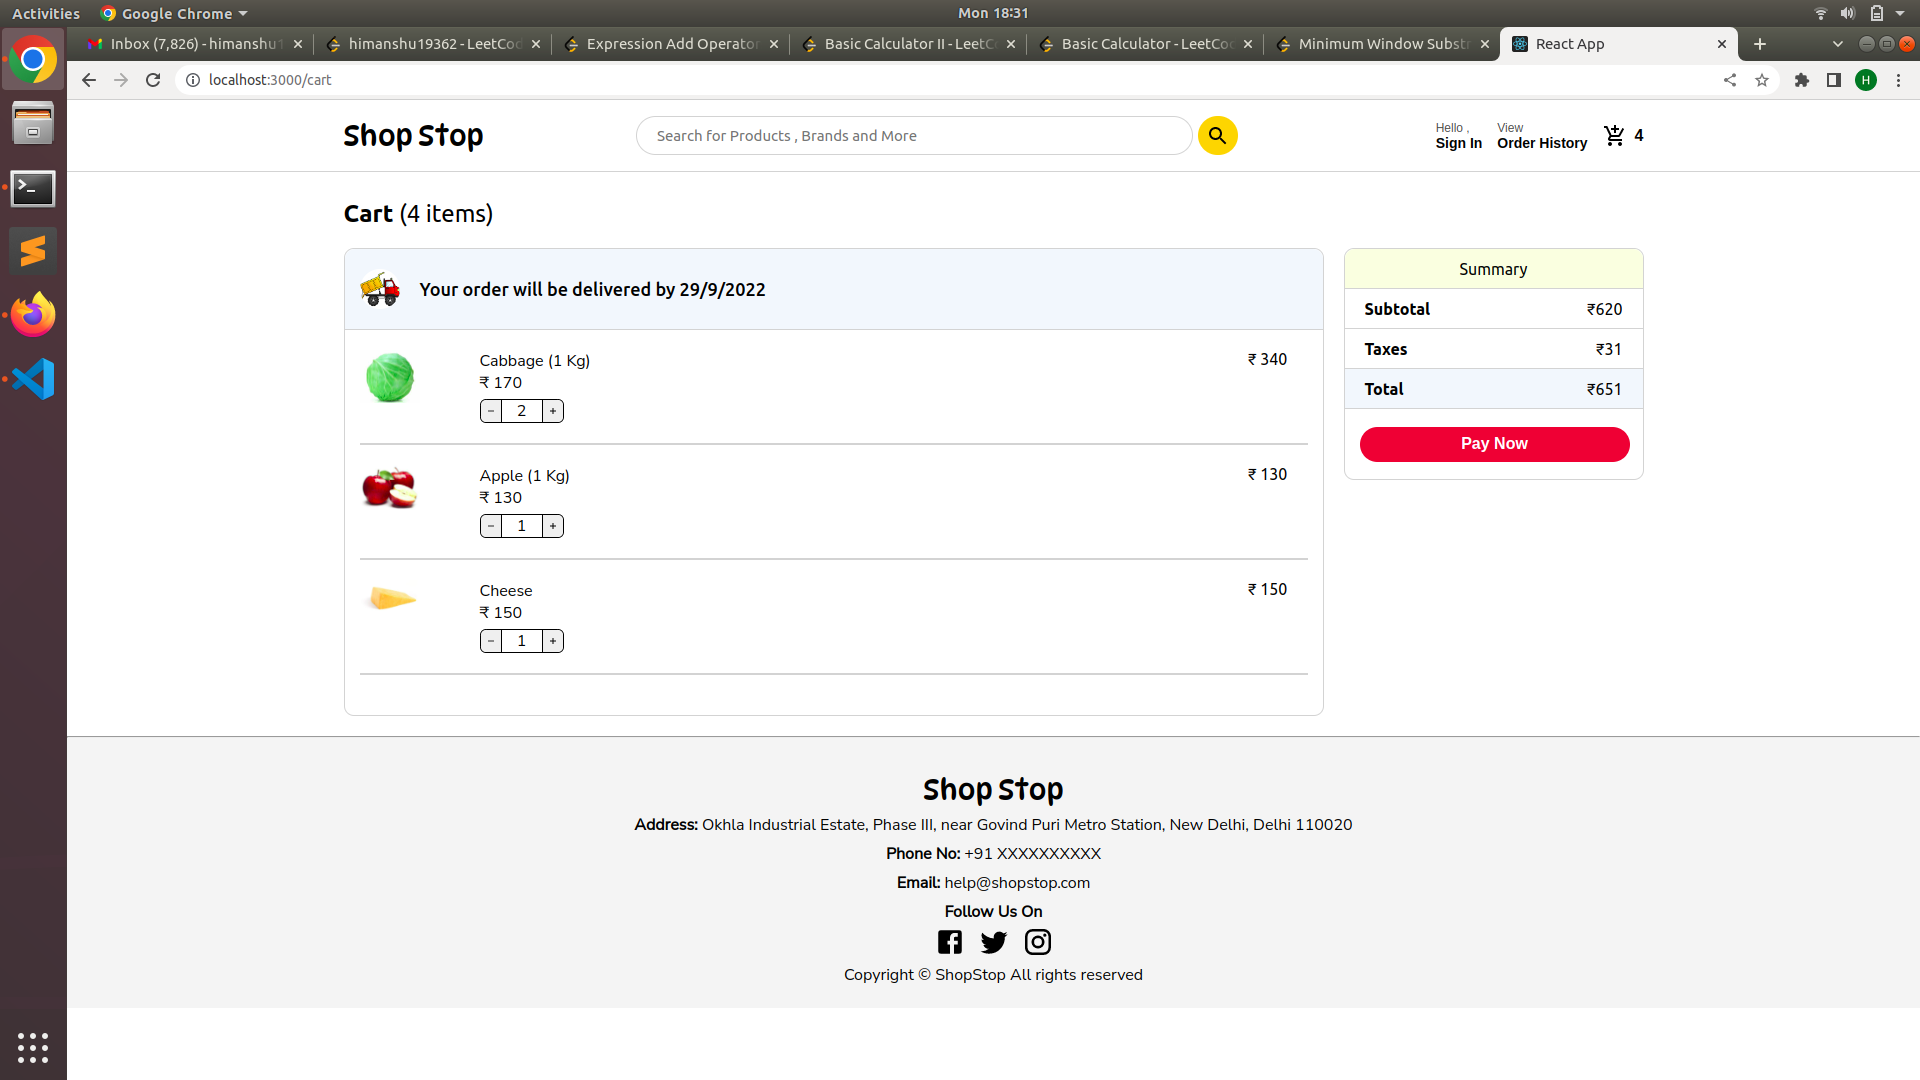 Activities Google Chrome Mon 18:31
Inbox (7,826) - himanshu1 himanshu19362 - LeetCod Expression Add Operator Basic Calculator II - LeetC Basic Calculator - LeetCod Minimum Window Substr React App
localhost:3000/cart H
Shop Stop
Search for Products , Brands and More
Hello , View
Sign In Order History 4
Cart (4 items)
Your order will be delivered by 29/9/2022
Cabbage (1 Kg) ₹ 340
₹ 170
- 2 +
Apple (1 Kg) ₹ 130
₹ 130
- 1 +
Cheese ₹ 150
₹ 150
- 1 +
Summary
Subtotal ₹620
Taxes ₹31
Total ₹651
Pay Now
Shop Stop
Address: Okhla Industrial Estate, Phase III, near Govind Puri Metro Station, New Delhi, Delhi 110020
Phone No: +91 XXXXXXXXXX
Email: help@shopstop.com
Follow Us On
Copyright © ShopStop All rights reserved